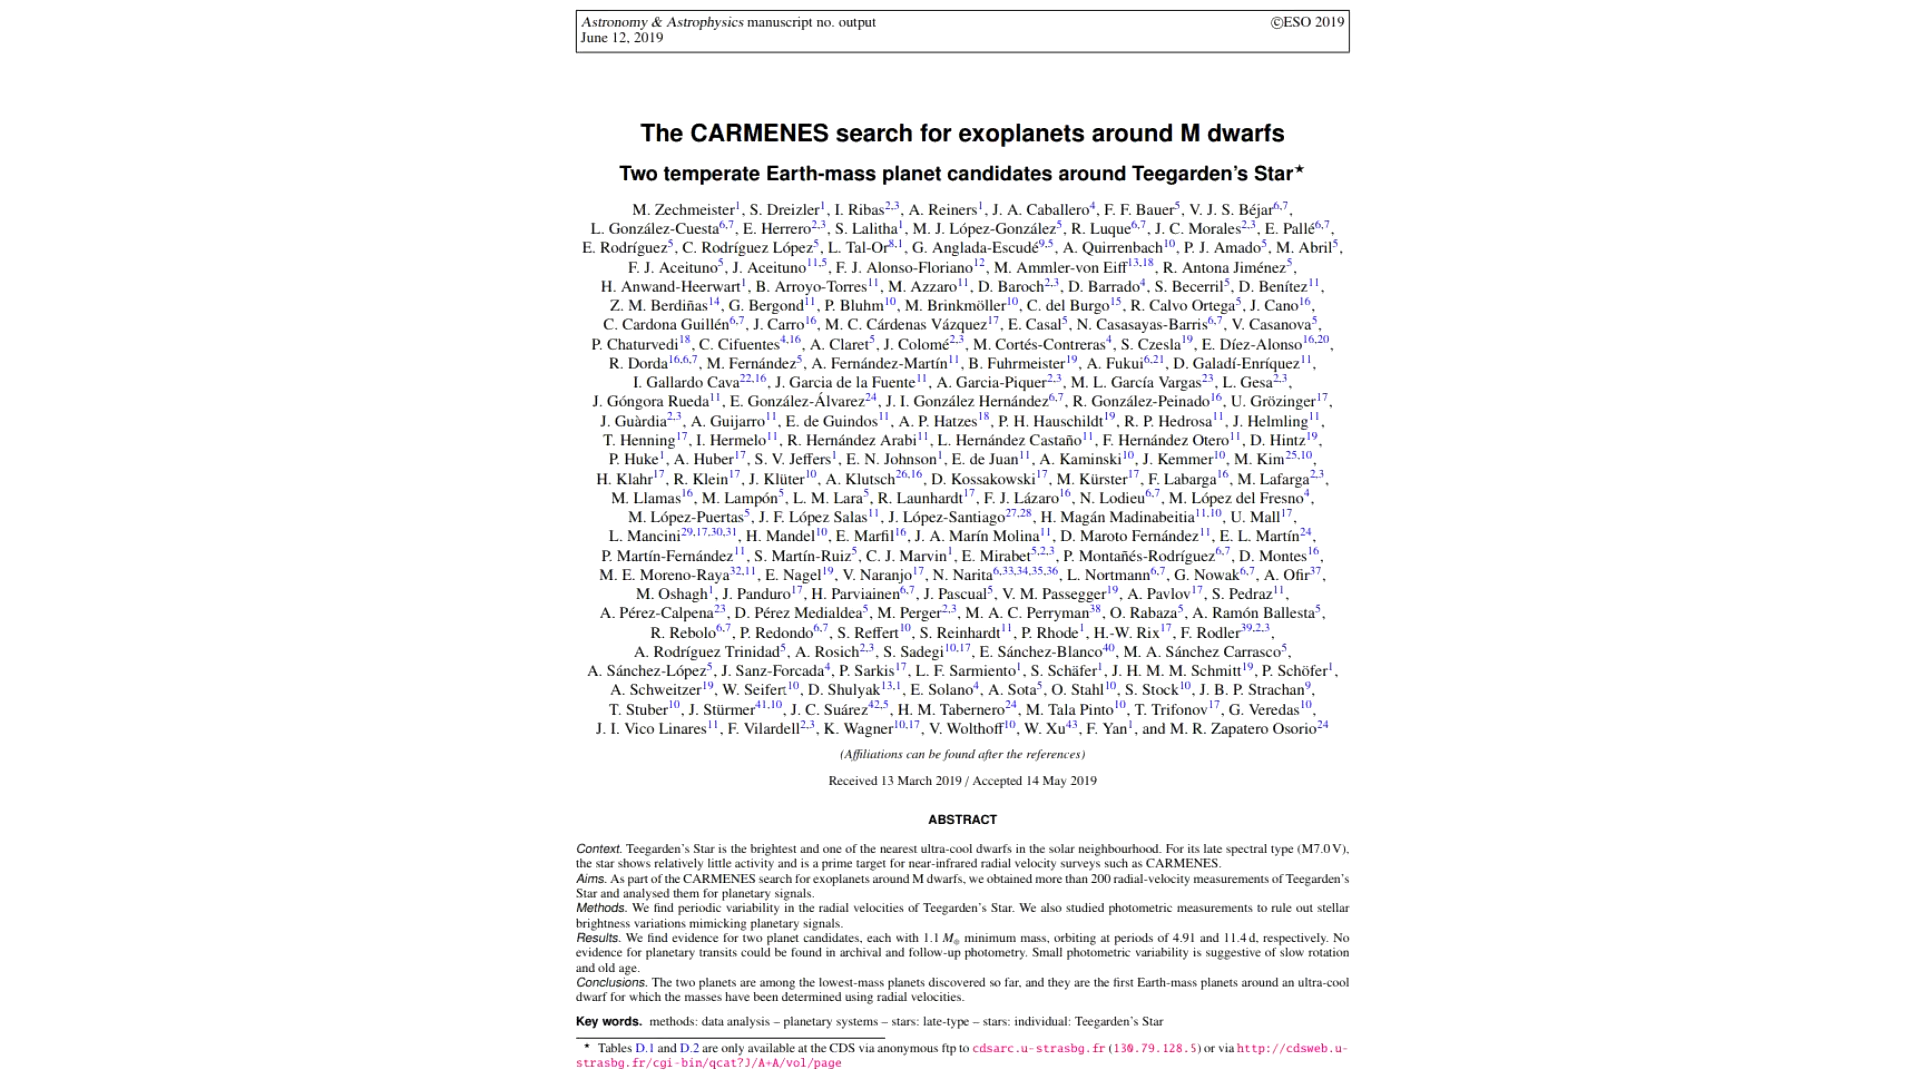 Astronomy & Astrophysics manuscript no. output ©ESO 2019
June 12, 2019
The CARMENES search for exoplanets around M dwarfs
Two temperate Earth-mass planet candidates around Teegarden's Star★
M. Zechmeister1, S. Dreizler1, I. Ribas2,3, A. Reiners1, J. A. Caballero4, F. F. Bauer5, V. J. S. Béjar6,7,
L. González-Cuesta6,7, E. Herrero2,3, S. Lalitha1, M. J. López-González5, R. Luque6,7, J. C. Morales2,3, E. Pallé6,7,
E. Rodríguez5, C. Rodríguez López5, L. Tal-Or8,1, G. Anglada-Escudé9,5, A. Quirrenbach10, P. J. Amado5, M. Abril5,
F. J. Aceituno5, J. Aceituno11,5, F. J. Alonso-Floriano12, M. Ammler-von Eiff13,18, R. Antona Jiménez5,
H. Anwand-Heerwart1, B. Arroyo-Torres11, M. Azzaro11, D. Baroch2,3, D. Barrado4, S. Becerril5, D. Benítez11,
Z. M. Berdiñas14, G. Bergond11, P. Bluhm10, M. Brinkmöller10, C. del Burgo15, R. Calvo Ortega5, J. Cano16,
C. Cardona Guillén6,7, J. Carro16, M. C. Cárdenas Vázquez17, E. Casal5, N. Casasayas-Barris6,7, V. Casanova5,
P. Chaturvedi18, C. Cifuentes4,16, A. Claret5, J. Colomé2,3, M. Cortés-Contreras4, S. Czesla19, E. Díez-Alonso16,20,
R. Dorda16,6,7, M. Fernández5, A. Fernández-Martín11, B. Fuhrmeister19, A. Fukui6,21, D. Galadí-Enríquez11,
I. Gallardo Cava22,16, J. Garcia de la Fuente11, A. Garcia-Piquer2,3, M. L. García Vargas23, L. Gesa2,3,
J. Góngora Rueda11, E. González-Álvarez24, J. I. González Hernández6,7, R. González-Peinado16, U. Grözinger17,
J. Guàrdia2,3, A. Guijarro11, E. de Guindos11, A. P. Hatzes18, P. H. Hauschildt19, R. P. Hedrosa11, J. Helmling11,
T. Henning17, I. Hermelo11, R. Hernández Arabi11, L. Hernández Castaño11, F. Hernández Otero11, D. Hintz19,
P. Huke1, A. Huber17, S. V. Jeffers1, E. N. Johnson1, E. de Juan11, A. Kaminski10, J. Kemmer10, M. Kim25,10,
H. Klahr17, R. Klein17, J. Klüter10, A. Klutsch26,16, D. Kossakowski17, M. Kürster17, F. Labarga16, M. Lafarga2,3,
M. Llamas16, M. Lampón5, L. M. Lara5, R. Launhardt17, F. J. Lázaro16, N. Lodieu6,7, M. López del Fresno4,
M. López-Puertas5, J. F. López Salas11, J. López-Santiago27,28, H. Magán Madinabeitia11,10, U. Mall17,
L. Mancini29,17,30,31, H. Mandel10, E. Marfil16, J. A. Marín Molina11, D. Maroto Fernández11, E. L. Martín24,
P. Martín-Fernández11, S. Martín-Ruiz5, C. J. Marvin1, E. Mirabet5,2,3, P. Montañés-Rodríguez6,7, D. Montes16,
M. E. Moreno-Raya32,11, E. Nagel19, V. Naranjo17, N. Narita6,33,34,35,36, L. Nortmann6,7, G. Nowak6,7, A. Ofir37,
M. Oshagh1, J. Panduro17, H. Parviainen6,7, J. Pascual5, V. M. Passegger19, A. Pavlov17, S. Pedraz11,
A. Pérez-Calpena23, D. Pérez Medialdea5, M. Perger2,3, M. A. C. Perryman38, O. Rabaza5, A. Ramón Ballesta5,
R. Rebolo6,7, P. Redondo6,7, S. Reffert10, S. Reinhardt11, P. Rhode1, H.-W. Rix17, F. Rodler39,2,3,
A. Rodríguez Trinidad5, A. Rosich2,3, S. Sadegi10,17, E. Sánchez-Blanco40, M. A. Sánchez Carrasco5,
A. Sánchez-López5, J. Sanz-Forcada4, P. Sarkis17, L. F. Sarmiento1, S. Schäfer1, J. H. M. M. Schmitt19, P. Schöfer1,
A. Schweitzer19, W. Seifert10, D. Shulyak13,1, E. Solano4, A. Sota5, O. Stahl10, S. Stock10, J. B. P. Strachan9,
T. Stuber10, J. Stürmer41,10, J. C. Suárez42,5, H. M. Tabernero24, M. Tala Pinto10, T. Trifonov17, G. Veredas10,
J. I. Vico Linares11, F. Vilardell2,3, K. Wagner10,17, V. Wolthoff10, W. Xu43, F. Yan1, and M. R. Zapatero Osorio24
(Affiliations can be found after the references)
Received 13 March 2019 / Accepted 14 May 2019
ABSTRACT
Context. Teegarden's Star is the brightest and one of the nearest ultra-cool dwarfs in the solar neighbourhood. For its late spectral type (M7.0 V),
the star shows relatively little activity and is a prime target for near-infrared radial velocity surveys such as CARMENES.
Aims. As part of the CARMENES search for exoplanets around M dwarfs, we obtained more than 200 radial-velocity measurements of Teegarden's
Star and analysed them for planetary signals.
Methods. We find periodic variability in the radial velocities of Teegarden's Star. We also studied photometric measurements to rule out stellar
brightness variations mimicking planetary signals.
Results. We find evidence for two planet candidates, each with 1.1 M⊕ minimum mass, orbiting at periods of 4.91 and 11.4 d, respectively. No
evidence for planetary transits could be found in archival and follow-up photometry. Small photometric variability is suggestive of slow rotation
and old age.
Conclusions. The two planets are among the lowest-mass planets discovered so far, and they are the first Earth-mass planets around an ultra-cool
dwarf for which the masses have been determined using radial velocities.
Key words. methods: data analysis – planetary systems – stars: late-type – stars: individual: Teegarden's Star
★ Tables D.1 and D.2 are only available at the CDS via anonymous ftp to cdsarc.u-strasbg.fr (130.79.128.5) or via http://cdsweb.u-
strasbg.fr/cgi-bin/qcat?J/A+A/vol/page